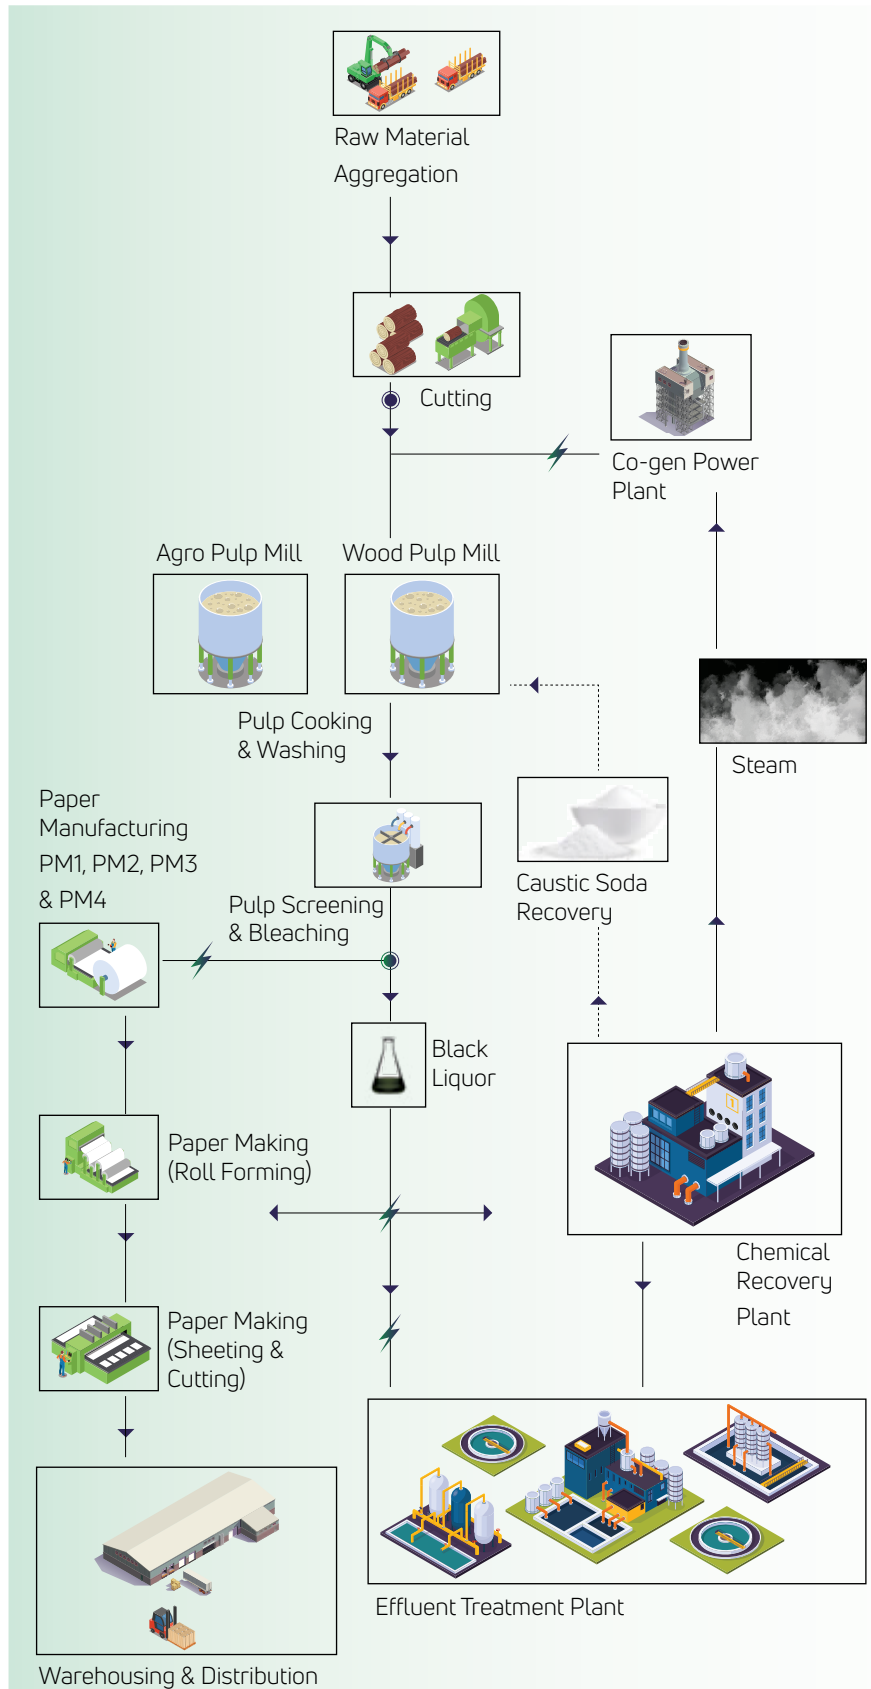 Raw Material
Aggregation
Cutting
Co-gen Power
Plant
Agro Pulp Mill
Wood Pulp Mill
Pulp Cooking
& Washing
Steam
Paper
Manufacturing
PM1, PM2, PM3
& PM4
Caustic Soda
Recovery
Pulp Screening
& Bleaching
Black
Liquor
Paper Making
(Roll Forming)
Chemical
Recovery
Plant
Paper Making
(Sheeting &
Cutting)
Effluent Treatment Plant
Warehousing & Distribution